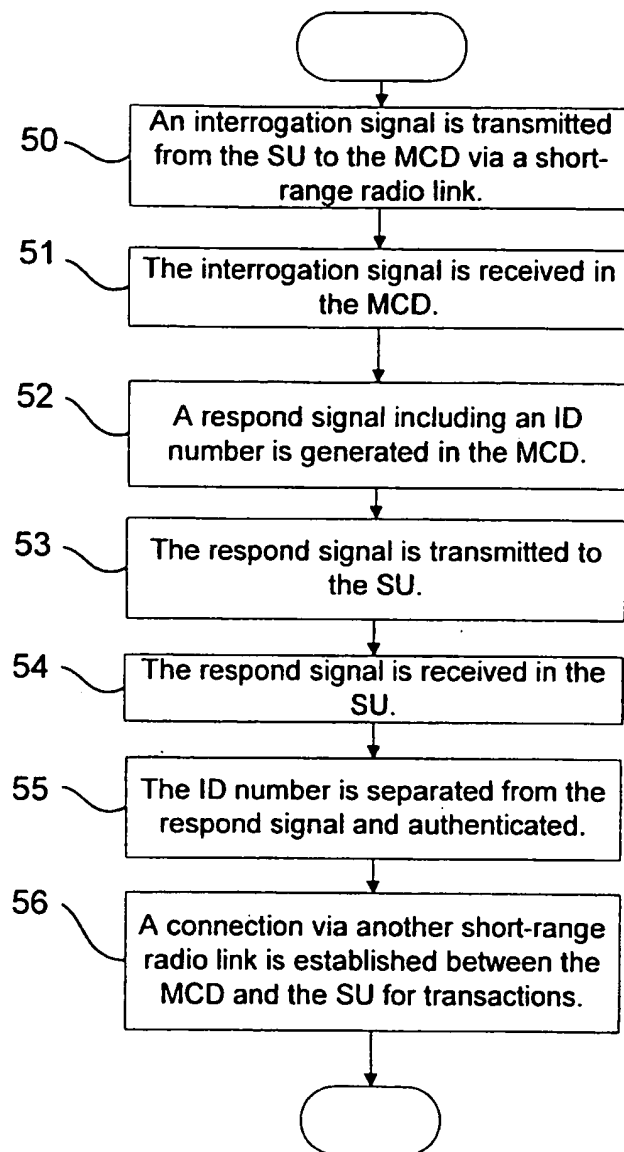 50
An interrogation signal is transmitted
from the SU to the MCD via a short-
range radio link.
51
The interrogation signal is received in
the MCD.
52
A respond signal including an ID
number is generated in the MCD.
53
The respond signal is transmitted to
the SU.
54
The respond signal is received in the
SU.
55
The ID number is separated from the
respond signal and authenticated.
56
A connection via another short-range
radio link is established between the
MCD and the SU for transactions.